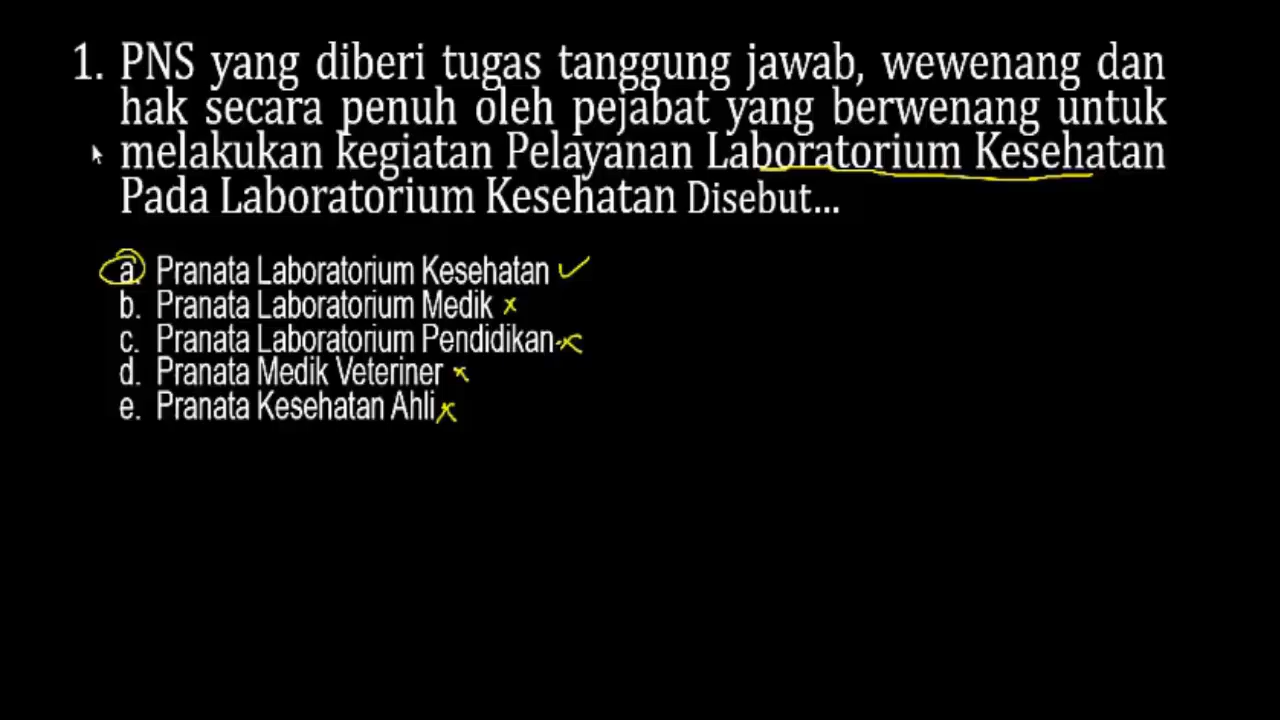 1. PNS yang diberi tugas tanggung jawab, wewenang dan
hak secara penuh oleh pejabat yang berwenang untuk
melakukan kegiatan Pelayanan Laboratorium Kesehatan
Pada Laboratorium Kesehatan Disebut...
a. Pranata Laboratorium Kesehatan
b. Pranata Laboratorium Medik
c. Pranata Laboratorium Pendidikan
d. Pranata Medik Veteriner
e. Pranata Kesehatan Ahli